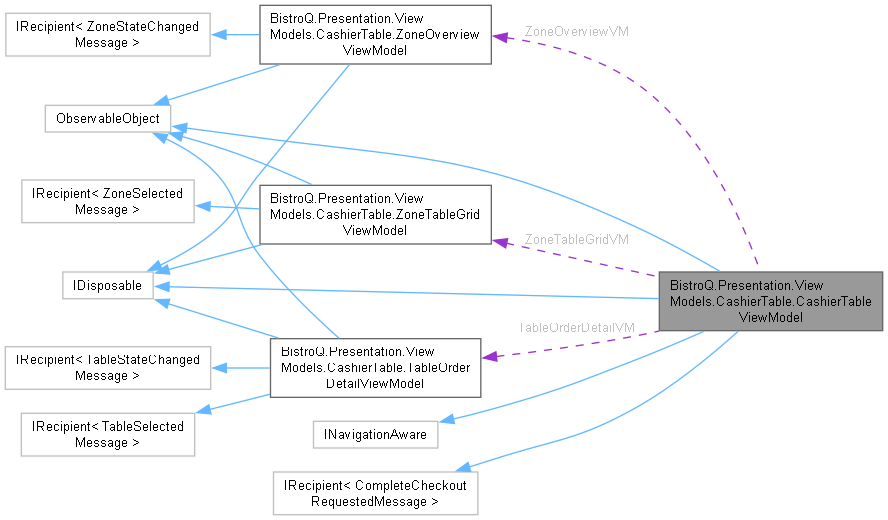 IRecipient< ZoneStateChanged
Message >
BistroQ.Presentation.View
Models.CashierTable.ZoneOverview
ViewModel
ZoneOverviewVM
ObservableObject
IRecipient< ZoneSelected
Message >
BistroQ.Presentation.View
Models.CashierTable.ZoneTableGrid
ViewModel
ZoneTableGridVM
IDisposable
BistroQ.Presentation.View
Models.CashierTable.CashierTable
ViewModel
TableOrderDetailVM
IRecipient< TableStateChanged
Message >
BistroQ.Presentation.View
Models.CashierTable.TableOrder
DetailViewModel
IRecipient< TableSelected
Message >
INavigationAware
IRecipient< CompleteCheckout
RequestedMessage >